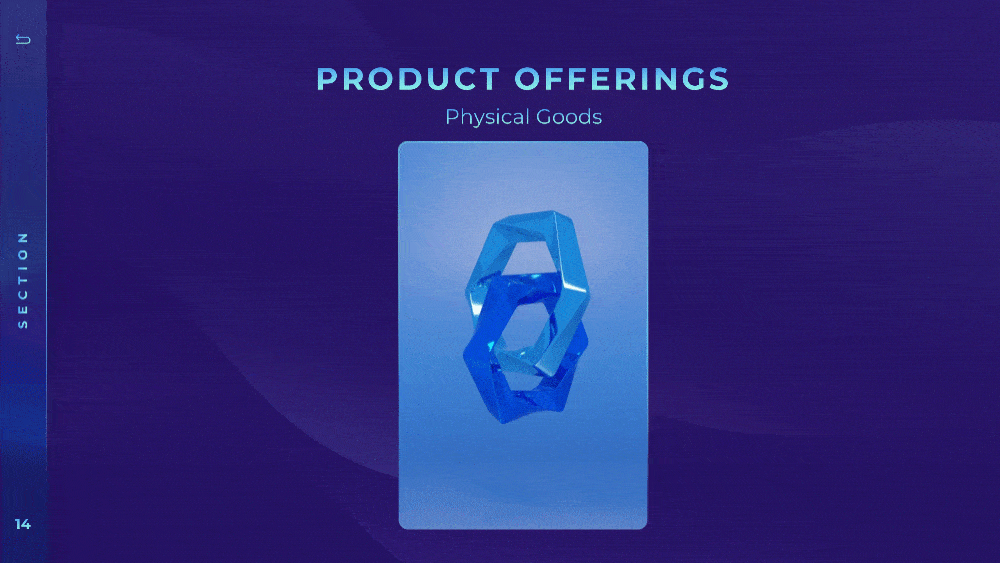 PRODUCT OFFERINGS
Physical Goods
SECTION
14